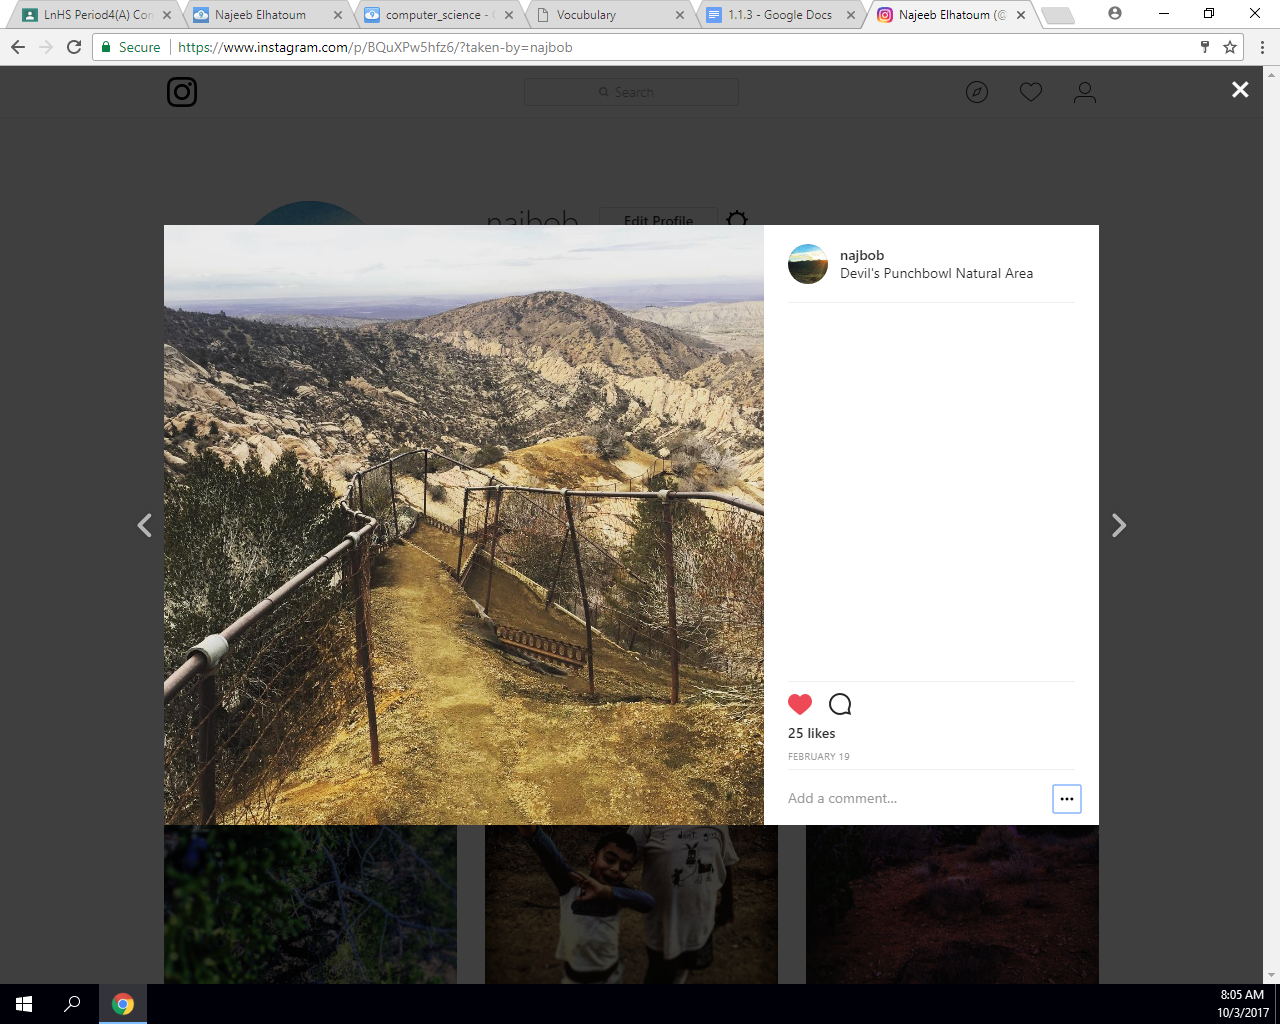 LnHS Period4(A) Con
Najeeb Elhatoum
computer_science -
Vocubulary
1.1.3 - Google Docs
Najeeb Elhatoum (@
Secure
https://www.instagram.com/p/BQuXPw5hfz6/?taken-by=najbob
Search
najbob
Edit Profile
najbob
Devil's Punchbowl Natural Area
25 likes
FEBRUARY 19
Add a comment...
8:05 AM
10/3/2017